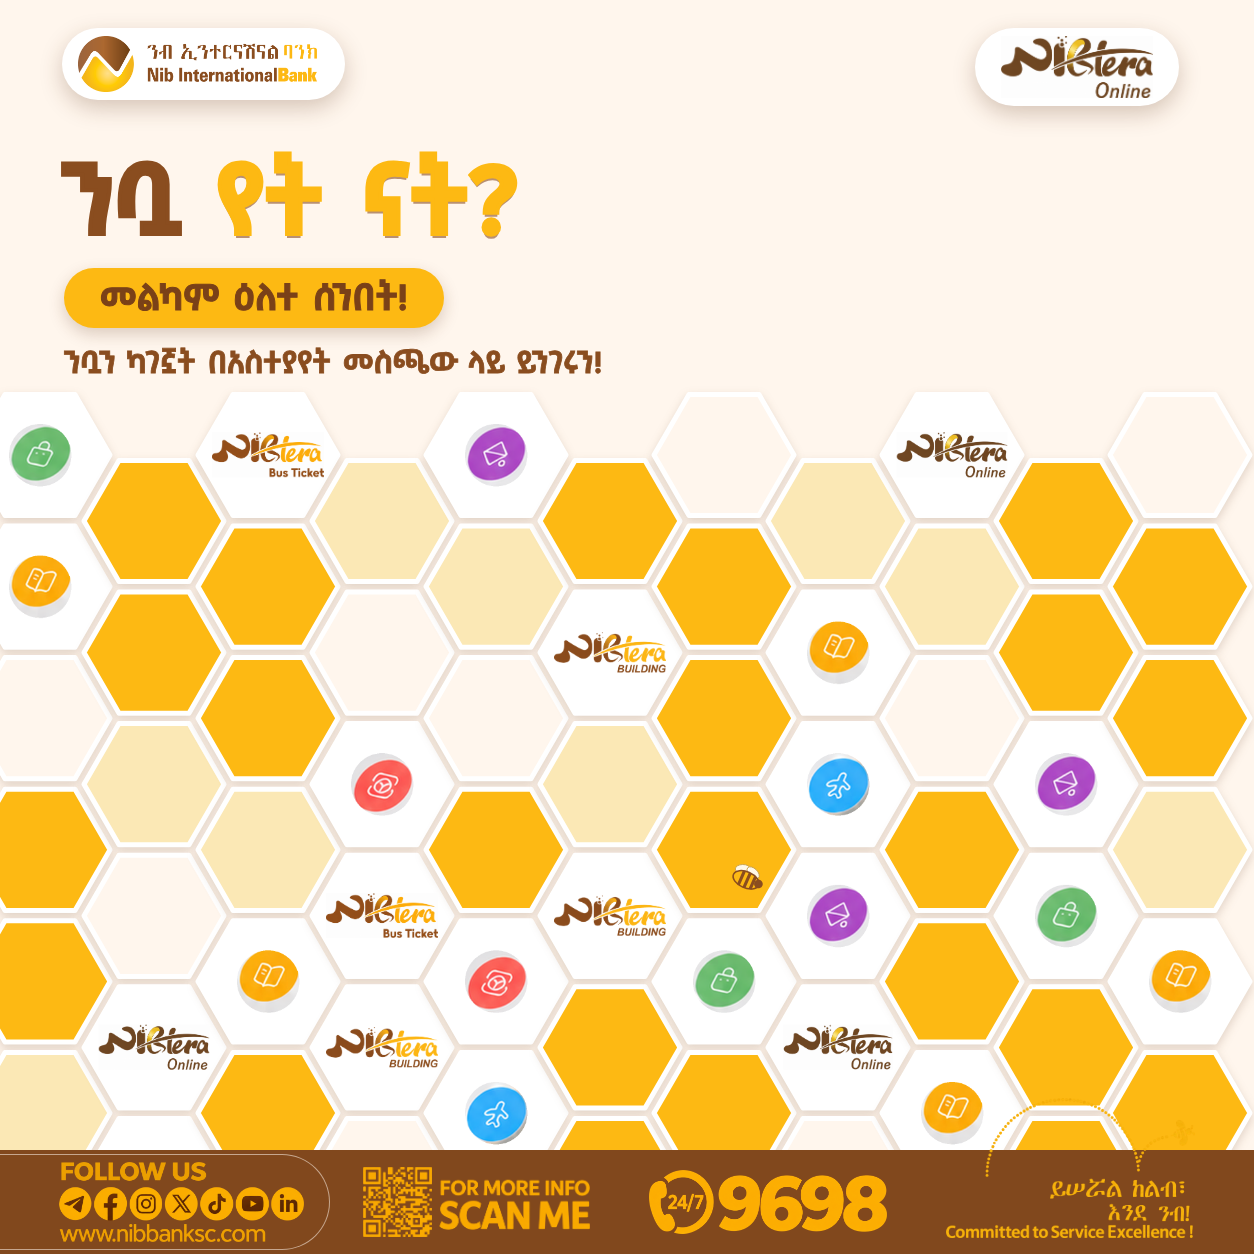 ንብ ኢንተርናሽናል ባንክ
Nib InternationalBank
NIBtera
Online
ንቧ የት ናት?
መልካም ዕለተ ሰንበት!
ንቧን ካገኟት በአስተያየት መስጫው ላይ ይንገሩን!
NIBtera
Bus Ticket
NIBtera
Online
NIBtera
BUILDING
NIBtera
Bus Ticket
NIBtera
BUILDING
NIBtera
Online
NIBtera
BUILDING
NIBtera
Online
FOLLOW US
www.nibbanksc.com
FOR MORE INFO
SCAN ME
24/7
9698
ይሠሯል ከልብ፣
እንደ ንብ!
Committed to Service Excellence !